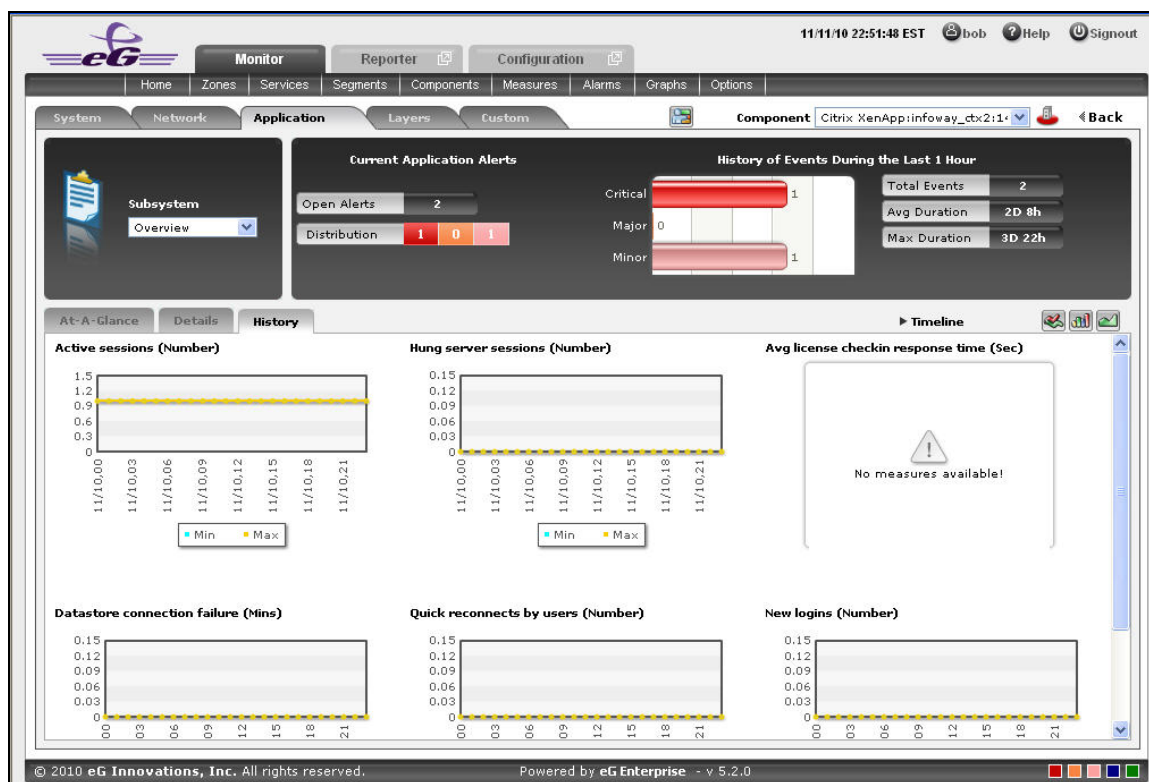 11/11/10 22:51:48 EST bob Help Signout
eG
Monitor Reporter Configuration
Home Zones Services Segments Components Measures Alarms Graphs Options
System Network Application Layers Custom
Component Citrix XenApp:infoway_ctx2:14 Back
Current Application Alerts
History of Events During the Last 1 Hour
Subsystem
Overview
Open Alerts 2
Distribution 1 0 1
Critical 1
Major 0
Minor 1
Total Events 2
Avg Duration 2D 8h
Max Duration 3D 22h
At-A-Glance Details History
Timeline
Active sessions (Number)
1.5
1.2
0.9
0.6
0.3
0
11/10,00 11/10,03 11/10,06 11/10,09 11/10,12 11/10,15 11/10,18 11/10,21
Min Max
Hung server sessions (Number)
0.15
0.12
0.09
0.06
0.03
0
11/10,00 11/10,03 11/10,06 11/10,09 11/10,12 11/10,15 11/10,18 11/10,21
Min Max
Avg license checkin response time (Sec)
No measures available!
Datastore connection failure (Mins)
0.15
0.12
0.09
0.06
0.03
0
00 03 06 09 12 15 18 21
Quick reconnects by users (Number)
0.15
0.12
0.09
0.06
0.03
0
00 03 06 09 12 15 18 21
New logins (Number)
0.15
0.12
0.09
0.06
0.03
0
00 03 06 09 12 15 18 21
© 2010 eG Innovations, Inc. All rights reserved.
Powered by eG Enterprise - v 5.2.0